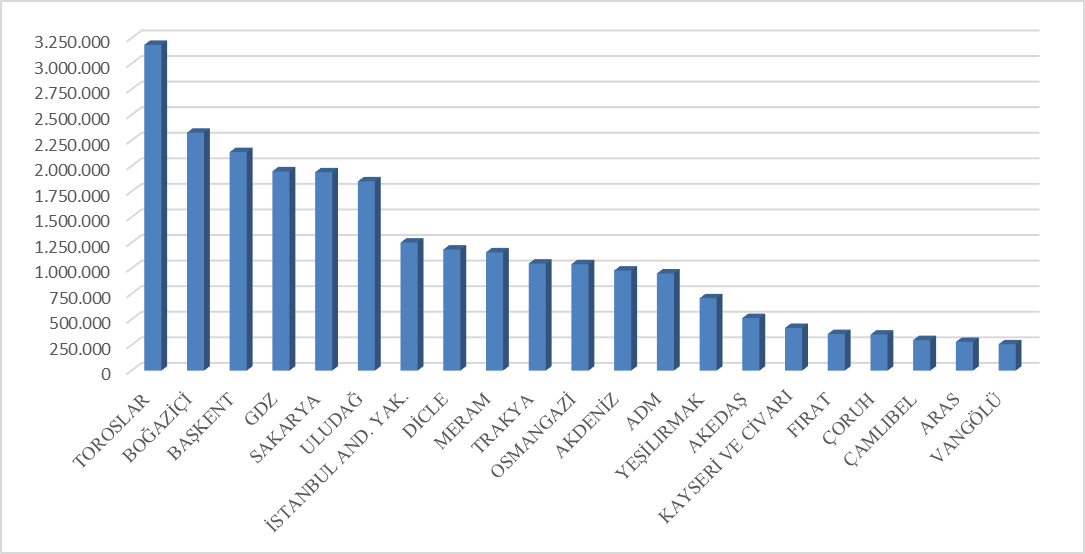 3.250.000
3.000.000
2.750.000
2.500.000
2.250.000
2.000.000
1.750.000
1.500.000
1.250.000
1.000.000
750.000
500.000
250.000
0
TOROSLAR
BOĞAZİÇİ
BAŞKENT
GDZ
SAKARYA
ULUDAĞ
İSTANBUL AND. YAK.
DİCLE
MERAM
TRAKYA
OSMANGAZİ
AKDENİZ
ADM
YEŞİLIRMAK
AKEDAŞ
KAYSERİ VE CİVARI
FIRAT
ÇORUH
ÇAMLIBEL
ARAS
VANGÖLÜ